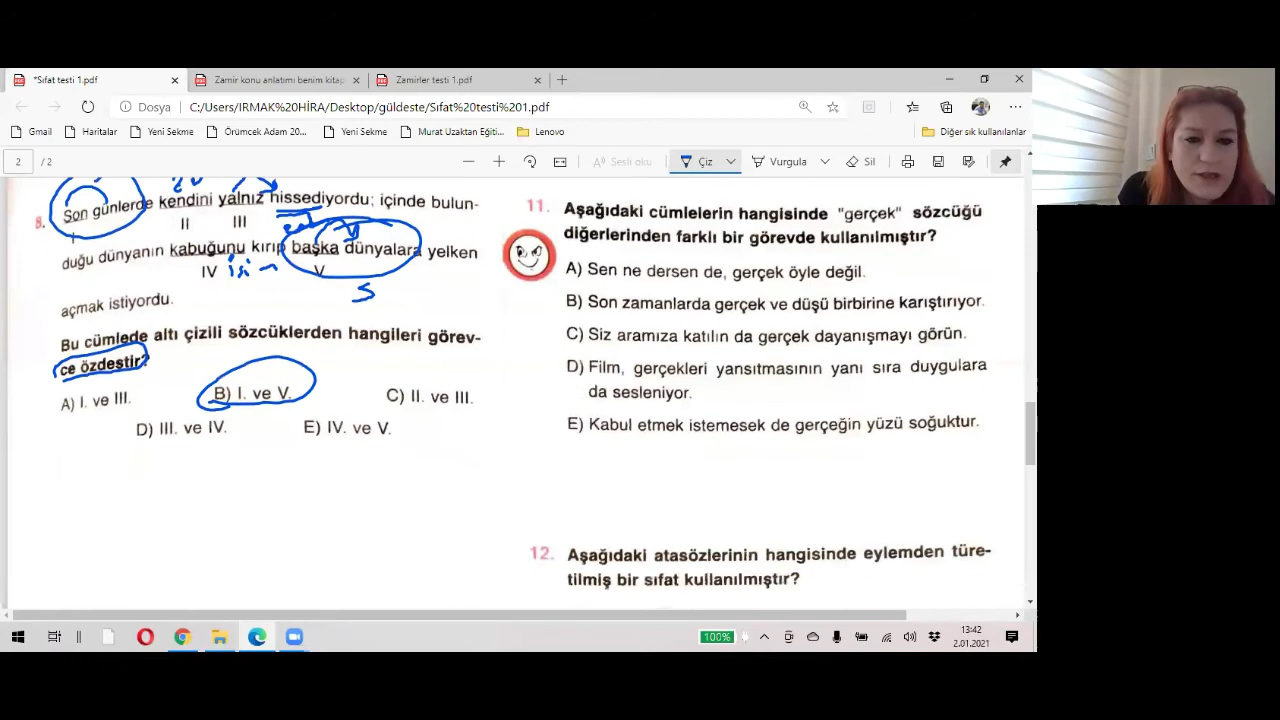 *Sıfat testi 1.pdf
Zamir konu anlatımı benim kitap
Zamirler testi 1.pdf
Dosya
C:/Users/IRMAK%20HİRA/Desktop/güldeste/Sıfat%20testi%201.pdf
Gmail
Haritalar
Yeni Sekme
Örümcek Adam 20...
Yeni Sekme
Murat Uzaktan Eğiti...
Lenovo
Diğer sık kullanılanlar
2 / 2
Sesli oku
Çiz
Vurgula
Sil
8. Son günlerde kendini yalnız hissediyordu; içinde bulun-
I II III
duğu dünyanın kabuğunu kırıp başka dünyalara yelken
IV isim V
S
açmak istiyordu.
Bu cümlede altı çizili sözcüklerden hangileri görev-
ce özdeştir?
A) I. ve III. B) I. ve V. C) II. ve III.
D) III. ve IV. E) IV. ve V.
11. Aşağıdaki cümlelerin hangisinde "gerçek" sözcüğü
diğerlerinden farklı bir görevde kullanılmıştır?
A) Sen ne dersen de, gerçek öyle değil.
B) Son zamanlarda gerçek ve düşü birbirine karıştırıyor.
C) Siz aramıza katılın da gerçek dayanışmayı görün.
D) Film, gerçekleri yansıtmasının yanı sıra duygulara
da sesleniyor.
E) Kabul etmek istemesek de gerçeğin yüzü soğuktur.
12. Aşağıdaki atasözlerinin hangisinde eylemden türe-
tilmiş bir sıfat kullanılmıştır?
100%
13:42
2.01.2021